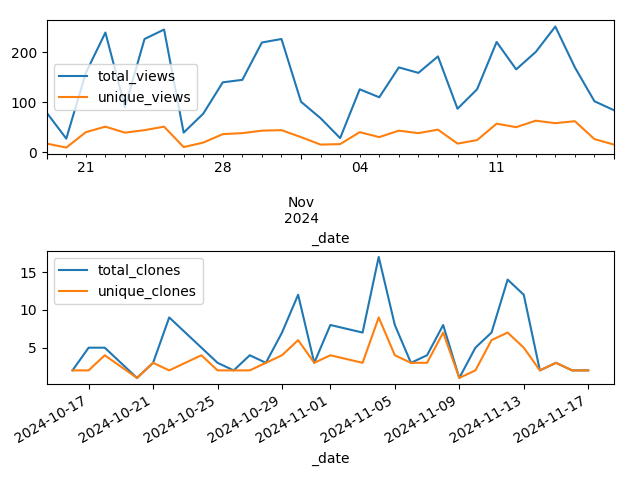 200
100
0
total_views
unique_views
21
28
04
11
Nov
2024
_date
15
10
5
total_clones
unique_clones
2024-10-17
2024-10-21
2024-10-25
2024-10-29
2024-11-01
2024-11-05
2024-11-09
2024-11-13
2024-11-17
_date